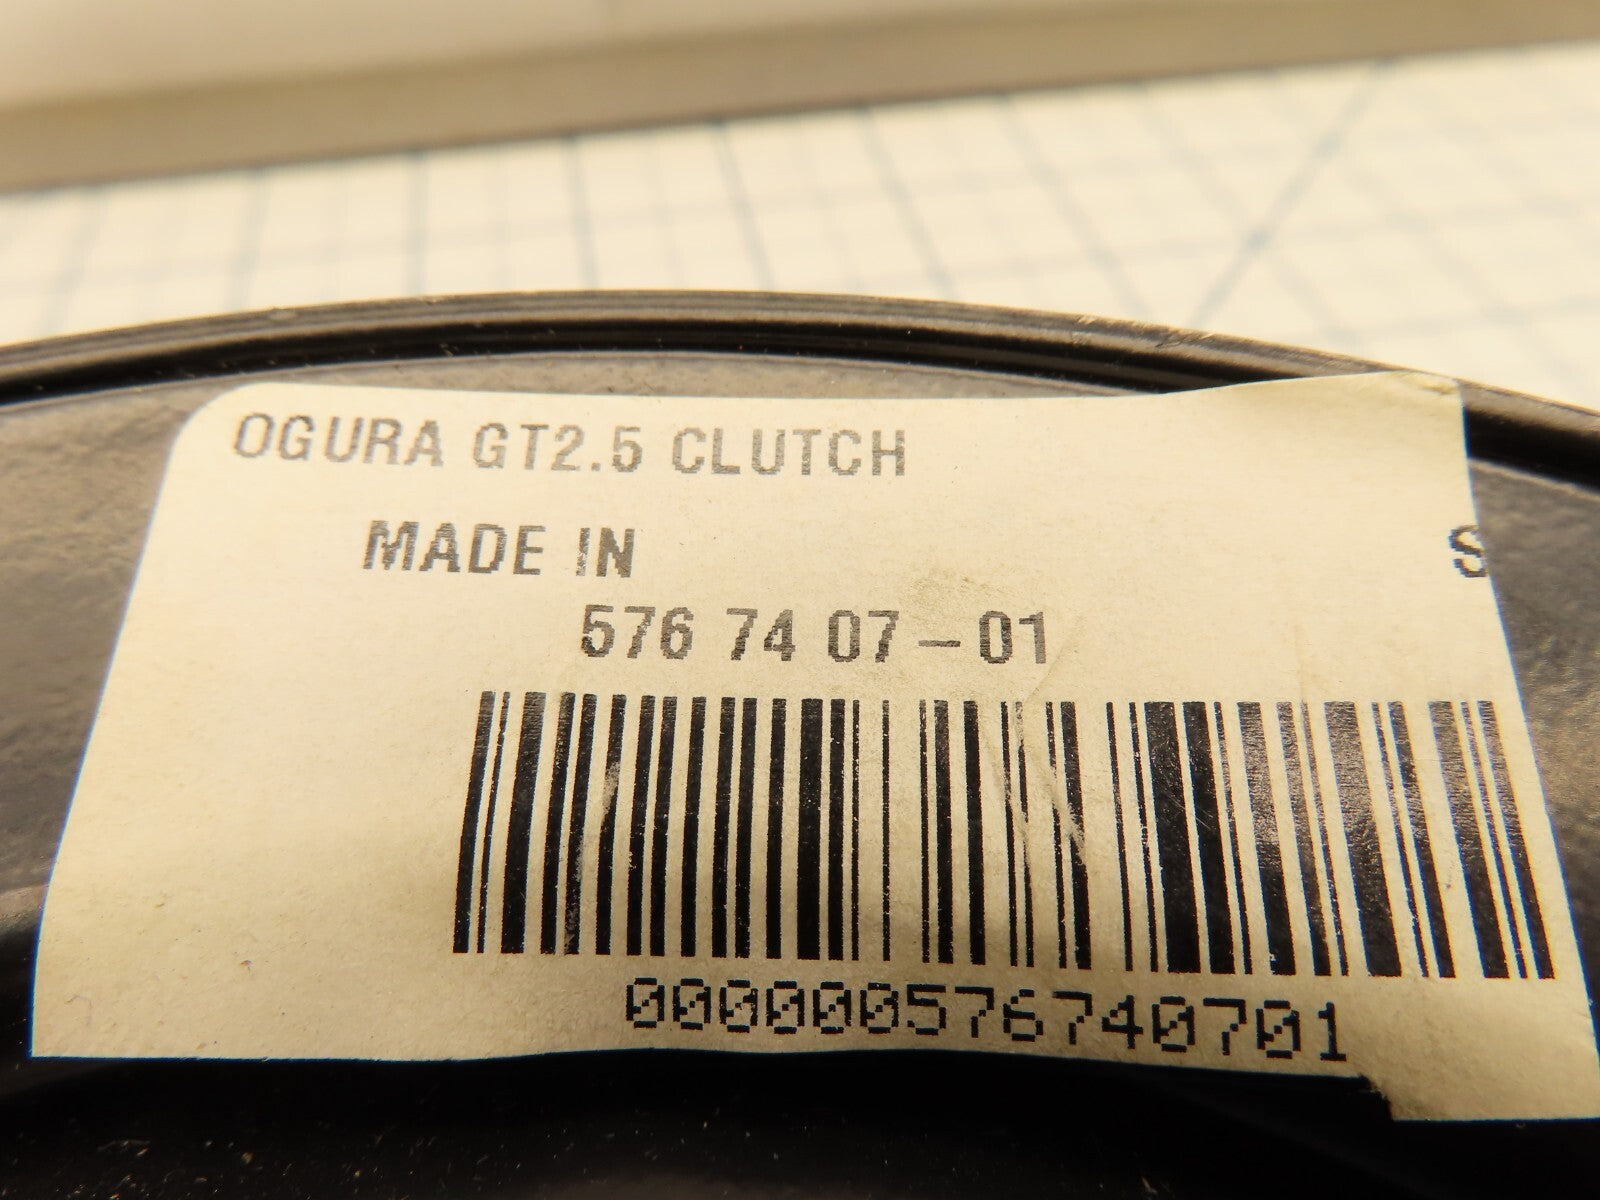 OGURA GT2.5 CLUTCH
MADE IN S
576 74 07-01
000000576740701